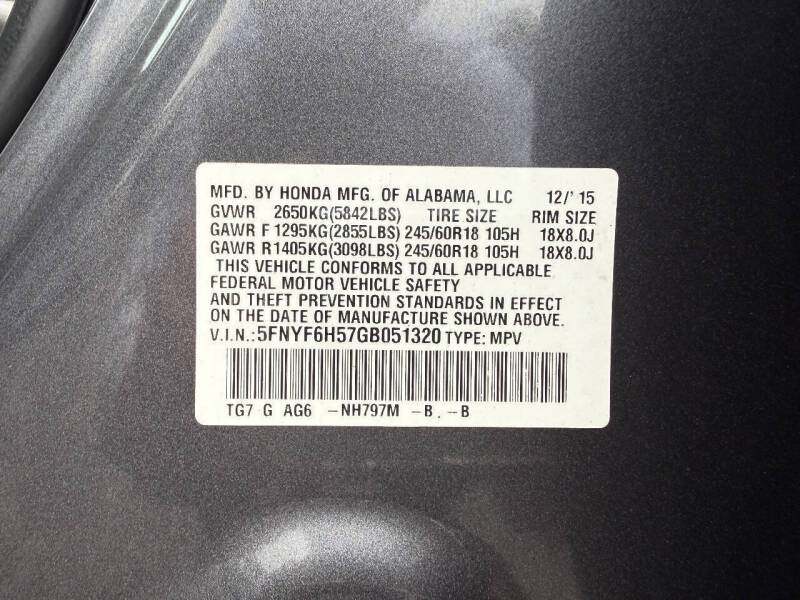 MFD. BY HONDA MFG. OF ALABAMA, LLC 12/' 15
GVWR 2650KG(5842LBS) TIRE SIZE RIM SIZE
GAWR F 1295KG(2855LBS) 245/60R18 105H 18X8.0J
GAWR R1405KG(3098LBS) 245/60R18 105H 18X8.0J
THIS VEHICLE CONFORMS TO ALL APPLICABLE
FEDERAL MOTOR VEHICLE SAFETY
AND THEFT PREVENTION STANDARDS IN EFFECT
ON THE DATE OF MANUFACTURE SHOWN ABOVE.
V.I.N.:5FNYF6H57GB051320 TYPE: MPV
TG7 G AG6 -NH797M -B . -B